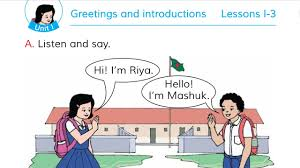 Unit 1
Greetings and introductions Lessons 1-3
A. Listen and say.
Hi! I'm Riya.
Hello!
I'm Mashuk.